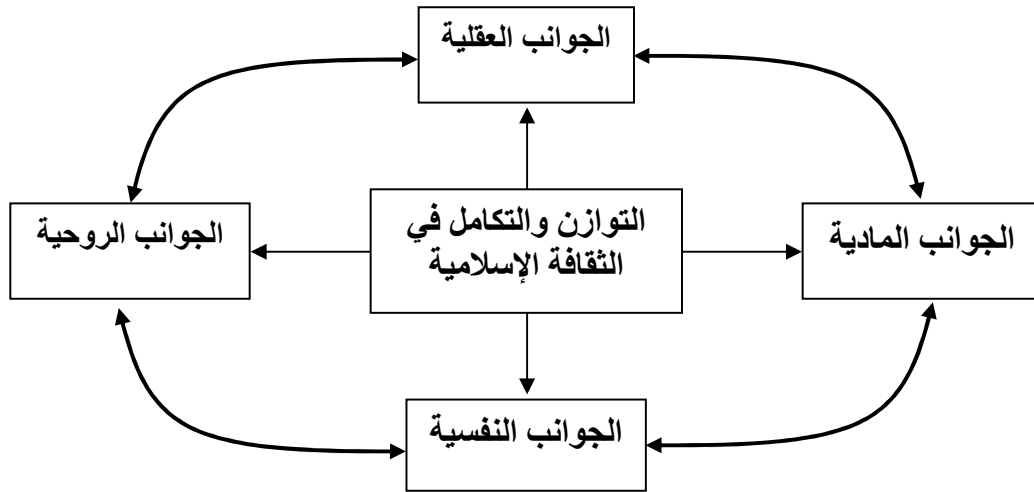 الجوانب العقلية
الجوانب المادية
التوازن والتكامل في
الثقافة الإسلامية
الجوانب الروحية
الجوانب النفسية